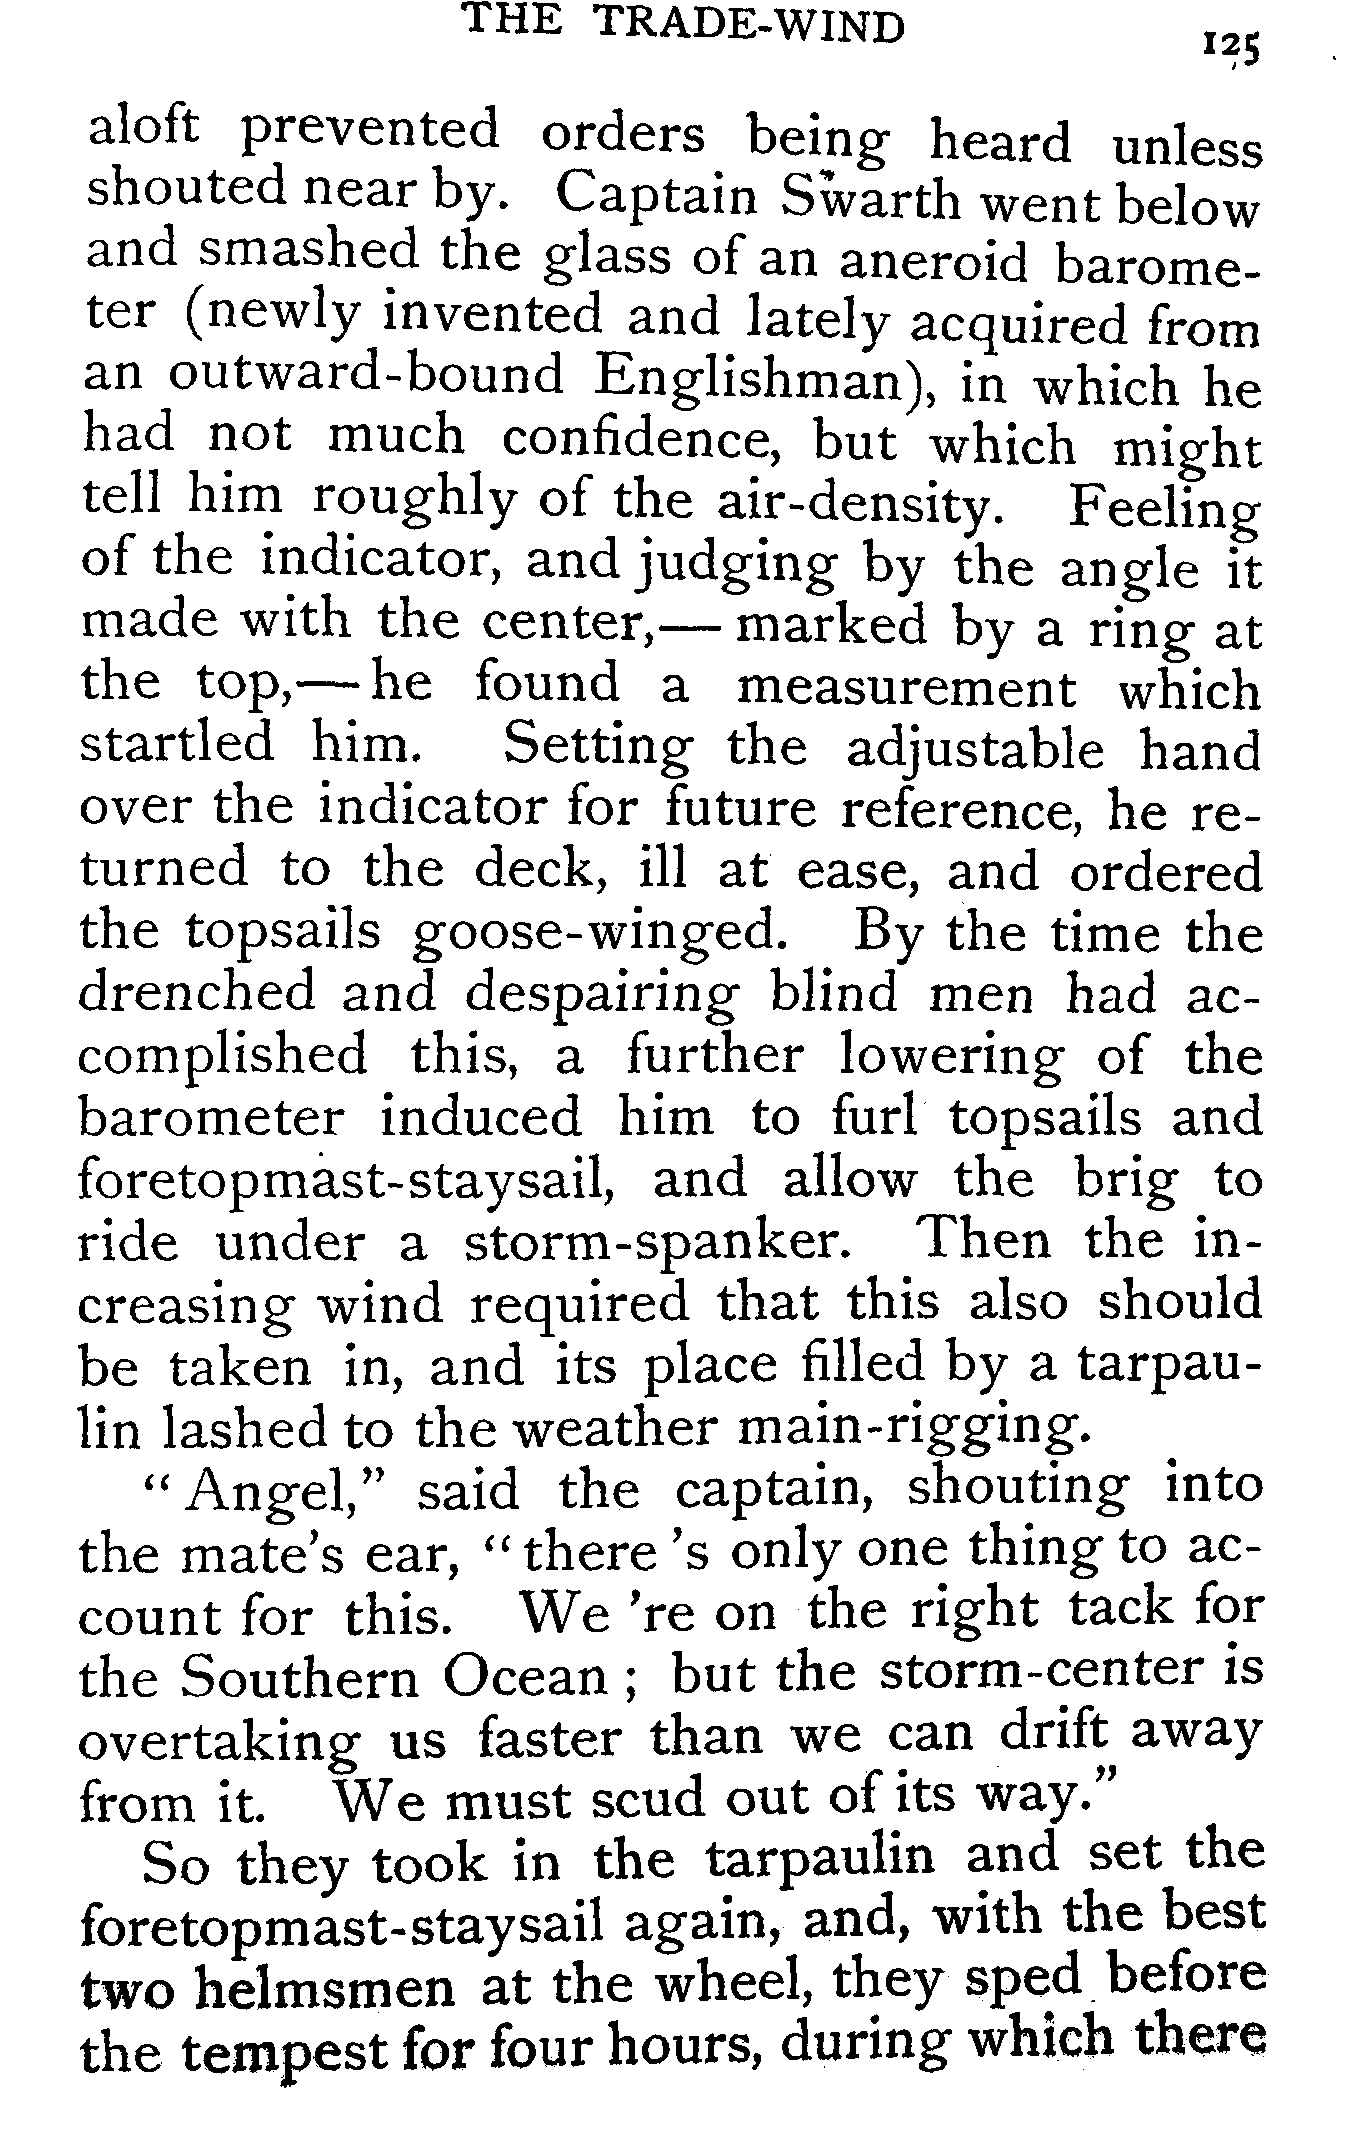 THE TRADE-WIND 125
aloft prevented orders being heard unless
shouted near by. Captain Swarth went below
and smashed the glass of an aneroid barome-
ter (newly invented and lately acquired from
an outward-bound Englishman), in which he
had not much confidence, but which might
tell him roughly of the air-density. Feeling
of the indicator, and judging by the angle it
made with the center,— marked by a ring at
the top,— he found a measurement which
startled him. Setting the adjustable hand
over the indicator for future reference, he re-
turned to the deck, ill at ease, and ordered
the topsails goose-winged. By the time the
drenched and despairing blind men had ac-
complished this, a further lowering of the
barometer induced him to furl topsails and
foretopmast-staysail, and allow the brig to
ride under a storm-spanker. Then the in-
creasing wind required that this also should
be taken in, and its place filled by a tarpau-
lin lashed to the weather main-rigging.
“ Angel,” said the captain, shouting into
the mate's ear, “ there 's only one thing to ac-
count for this. We 're on the right tack for
the Southern Ocean ; but the storm-center is
overtaking us faster than we can drift away
from it. We must scud out of its way.”
So they took in the tarpaulin and set the
foretopmast-staysail again, and, with the best
two helmsmen at the wheel, they sped before
the tempest for four hours, during which there